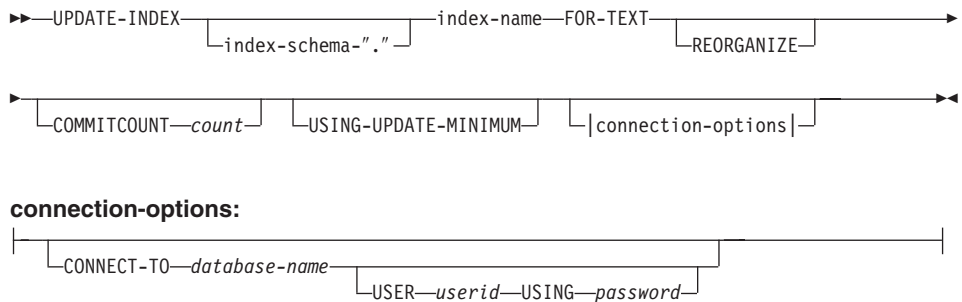 UPDATE-INDEX index-name FOR-TEXT
index-schema-"." REORGANIZE
COMMITCOUNT count USING-UPDATE-MINIMUM connection-options
connection-options:
CONNECT-TO database-name
USER userid USING password